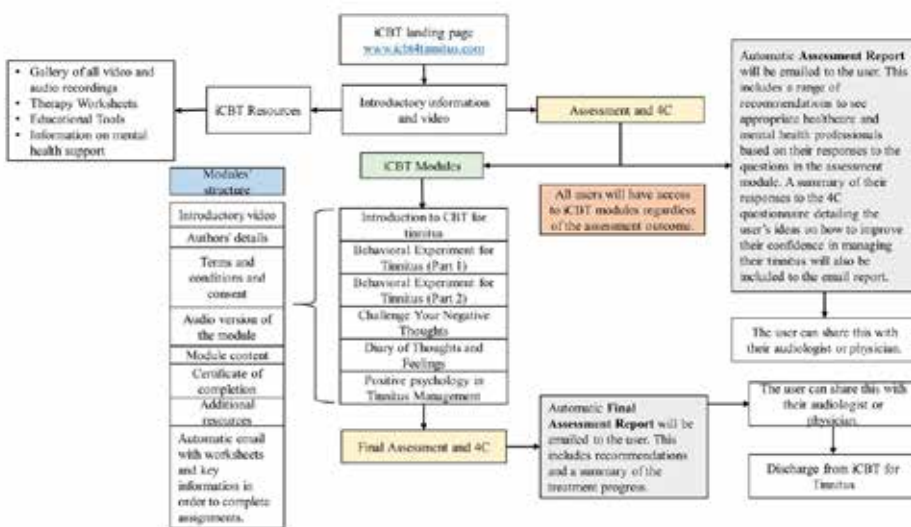 iCBT landing page
www.icbt4tinnitus.com
Introductory information
and video
iCBT Resources
• Gallery of all video and
audio recordings
• Therapy Worksheets
• Educational Tools
• Information on mental
health support
Assessment and 4C
Automatic Assessment Report
will be emailed to the user. This
includes a range of
recommendations to see
appropriate healthcare and
mental health professionals
based on their responses to the
questions in the assessment
module. A summary of their
responses to the 4C
questionnaire detailing the
user's ideas on how to improve
their confidence in managing
their tinnitus will also be
included to the email report.
The user can share this with
their audiologist or physician.
iCBT Modules
All users will have access
to iCBT modules regardless
of the assessment outcome.
Modules'
structure
Introductory video
Authors' details
Terms and
conditions and
consent
Audio version of
the module
Module content
Certificate of
completion
Additional
resources
Automatic email
with worksheets
and key
information in
order to complete
assignments.
Introduction to CBT for
tinnitus
Behavioral Experiment for
Tinnitus (Part 1)
Behavioral Experiment for
Tinnitus (Part 2)
Challenge Your Negative
Thoughts
Diary of Thoughts and
Feelings
Positive psychology in
Tinnitus Management
Final Assessment and 4C
Automatic Final
Assessment Report will be
emailed to the user. This
includes recommendations
and a summary of the
treatment progress.
The user can share this with
their audiologist or
physician.
Discharge from iCBT for
Tinnitus